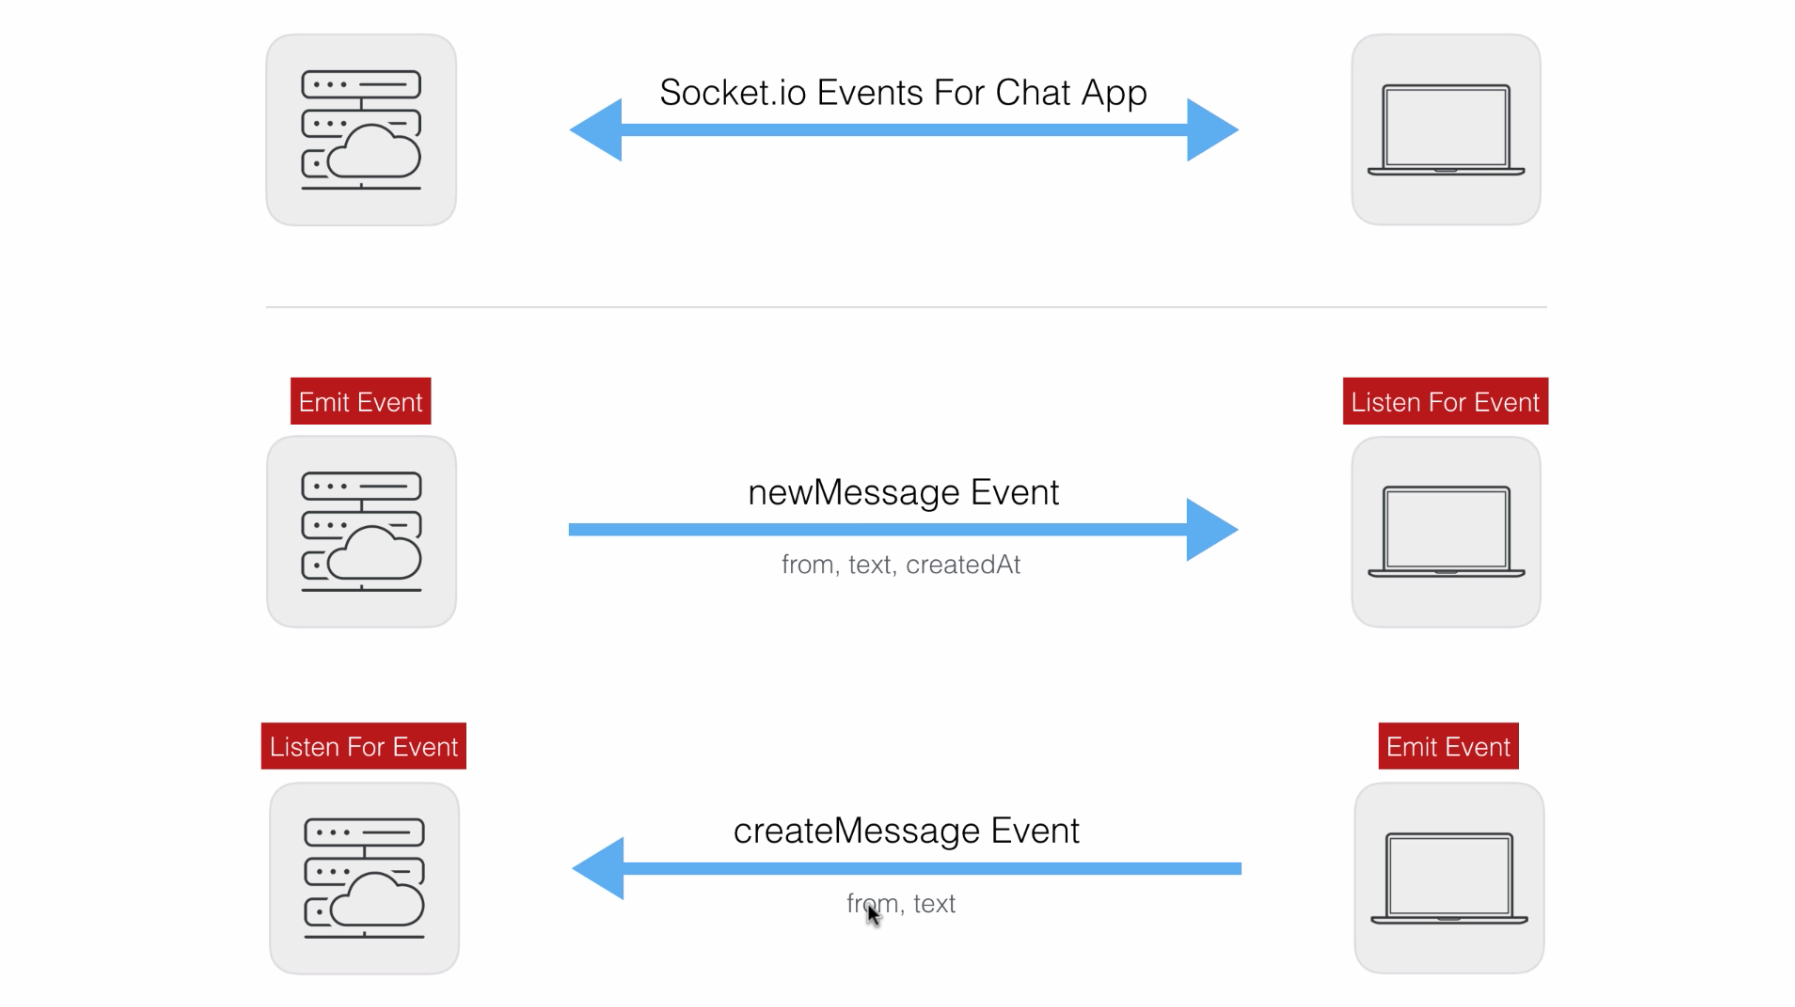 Socket.io Events For Chat App
Emit Event
Listen For Event
newMessage Event
from, text, createdAt
Listen For Event
Emit Event
createMessage Event
from, text